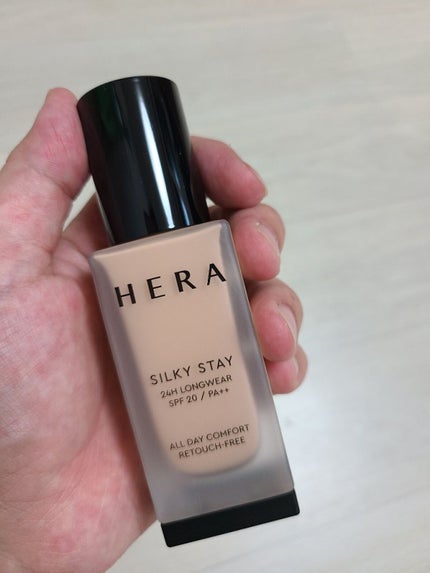 HERA
SILKY STAY
24H LONGWEAR
SPF 20 / PA++
ALL DAY COMFORT
RETOUCH-FREE